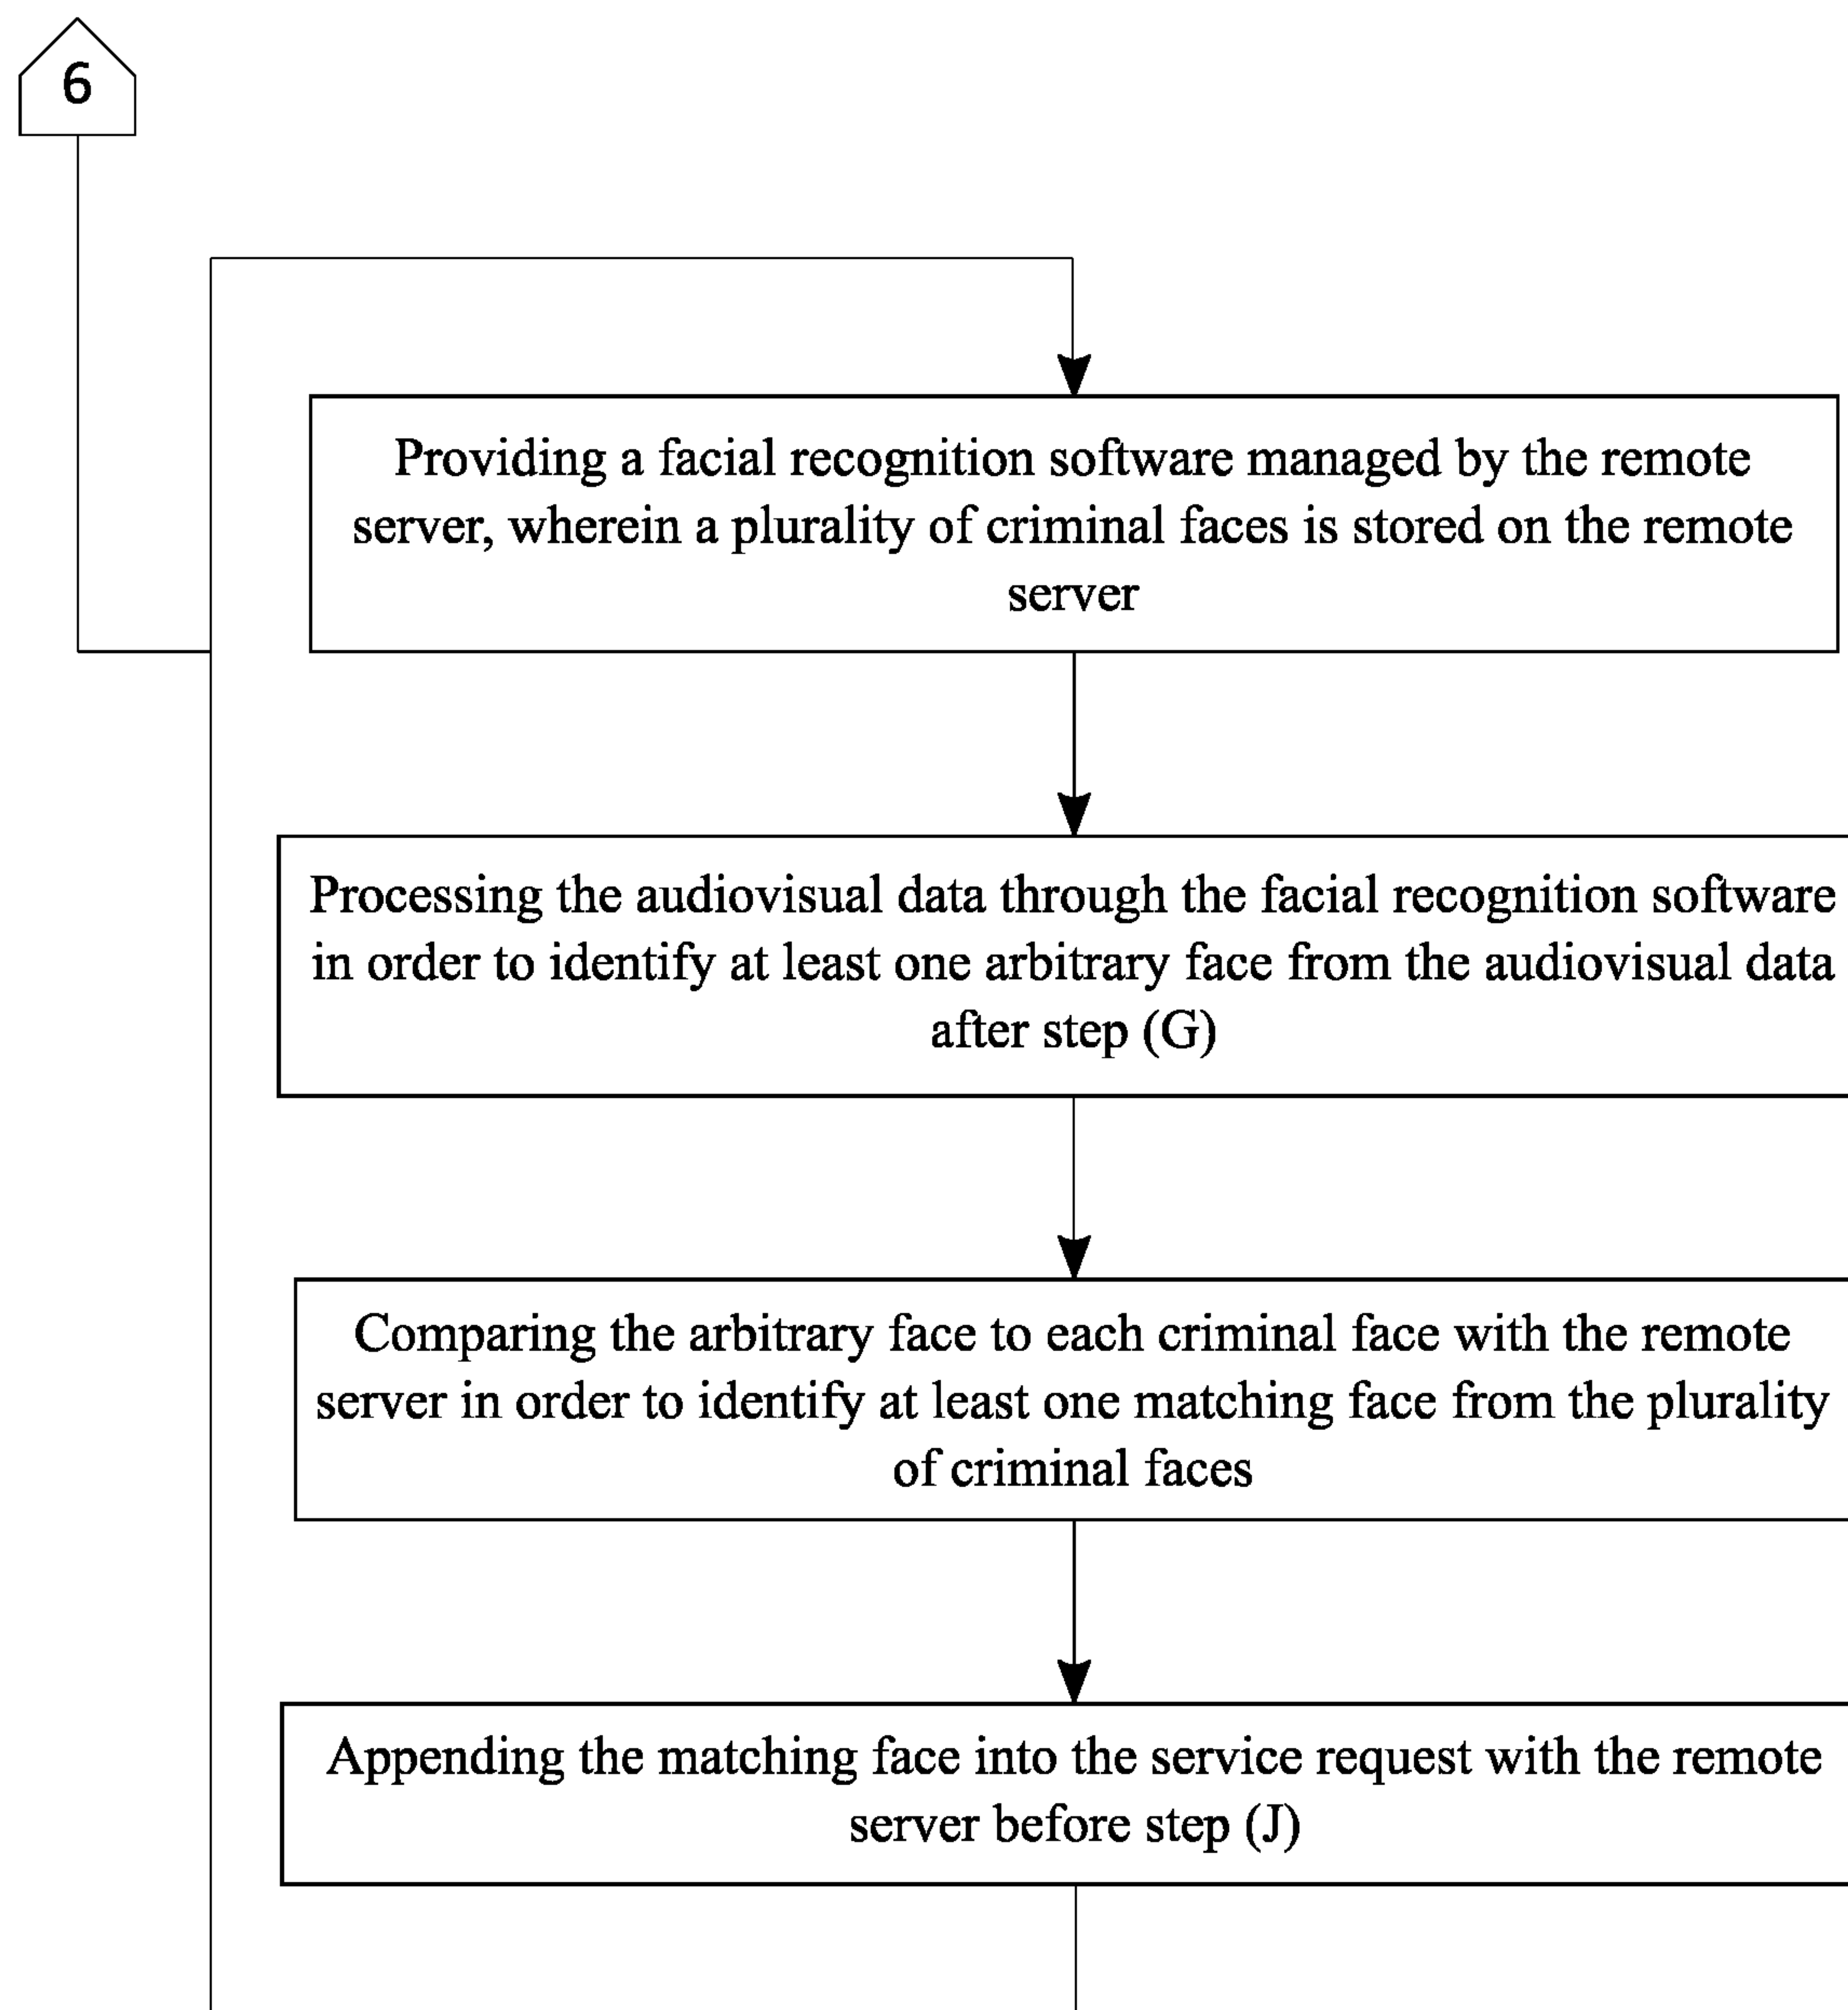 6
Providing a facial recognition software managed by the remote
server, wherein a plurality of criminal faces is stored on the remote
server
Processing the audiovisual data through the facial recognition software
in order to identify at least one arbitrary face from the audiovisual data
after step (G)
Comparing the arbitrary face to each criminal face with the remote
server in order to identify at least one matching face from the plurality
of criminal faces
Appending the matching face into the service request with the remote
server before step (J)